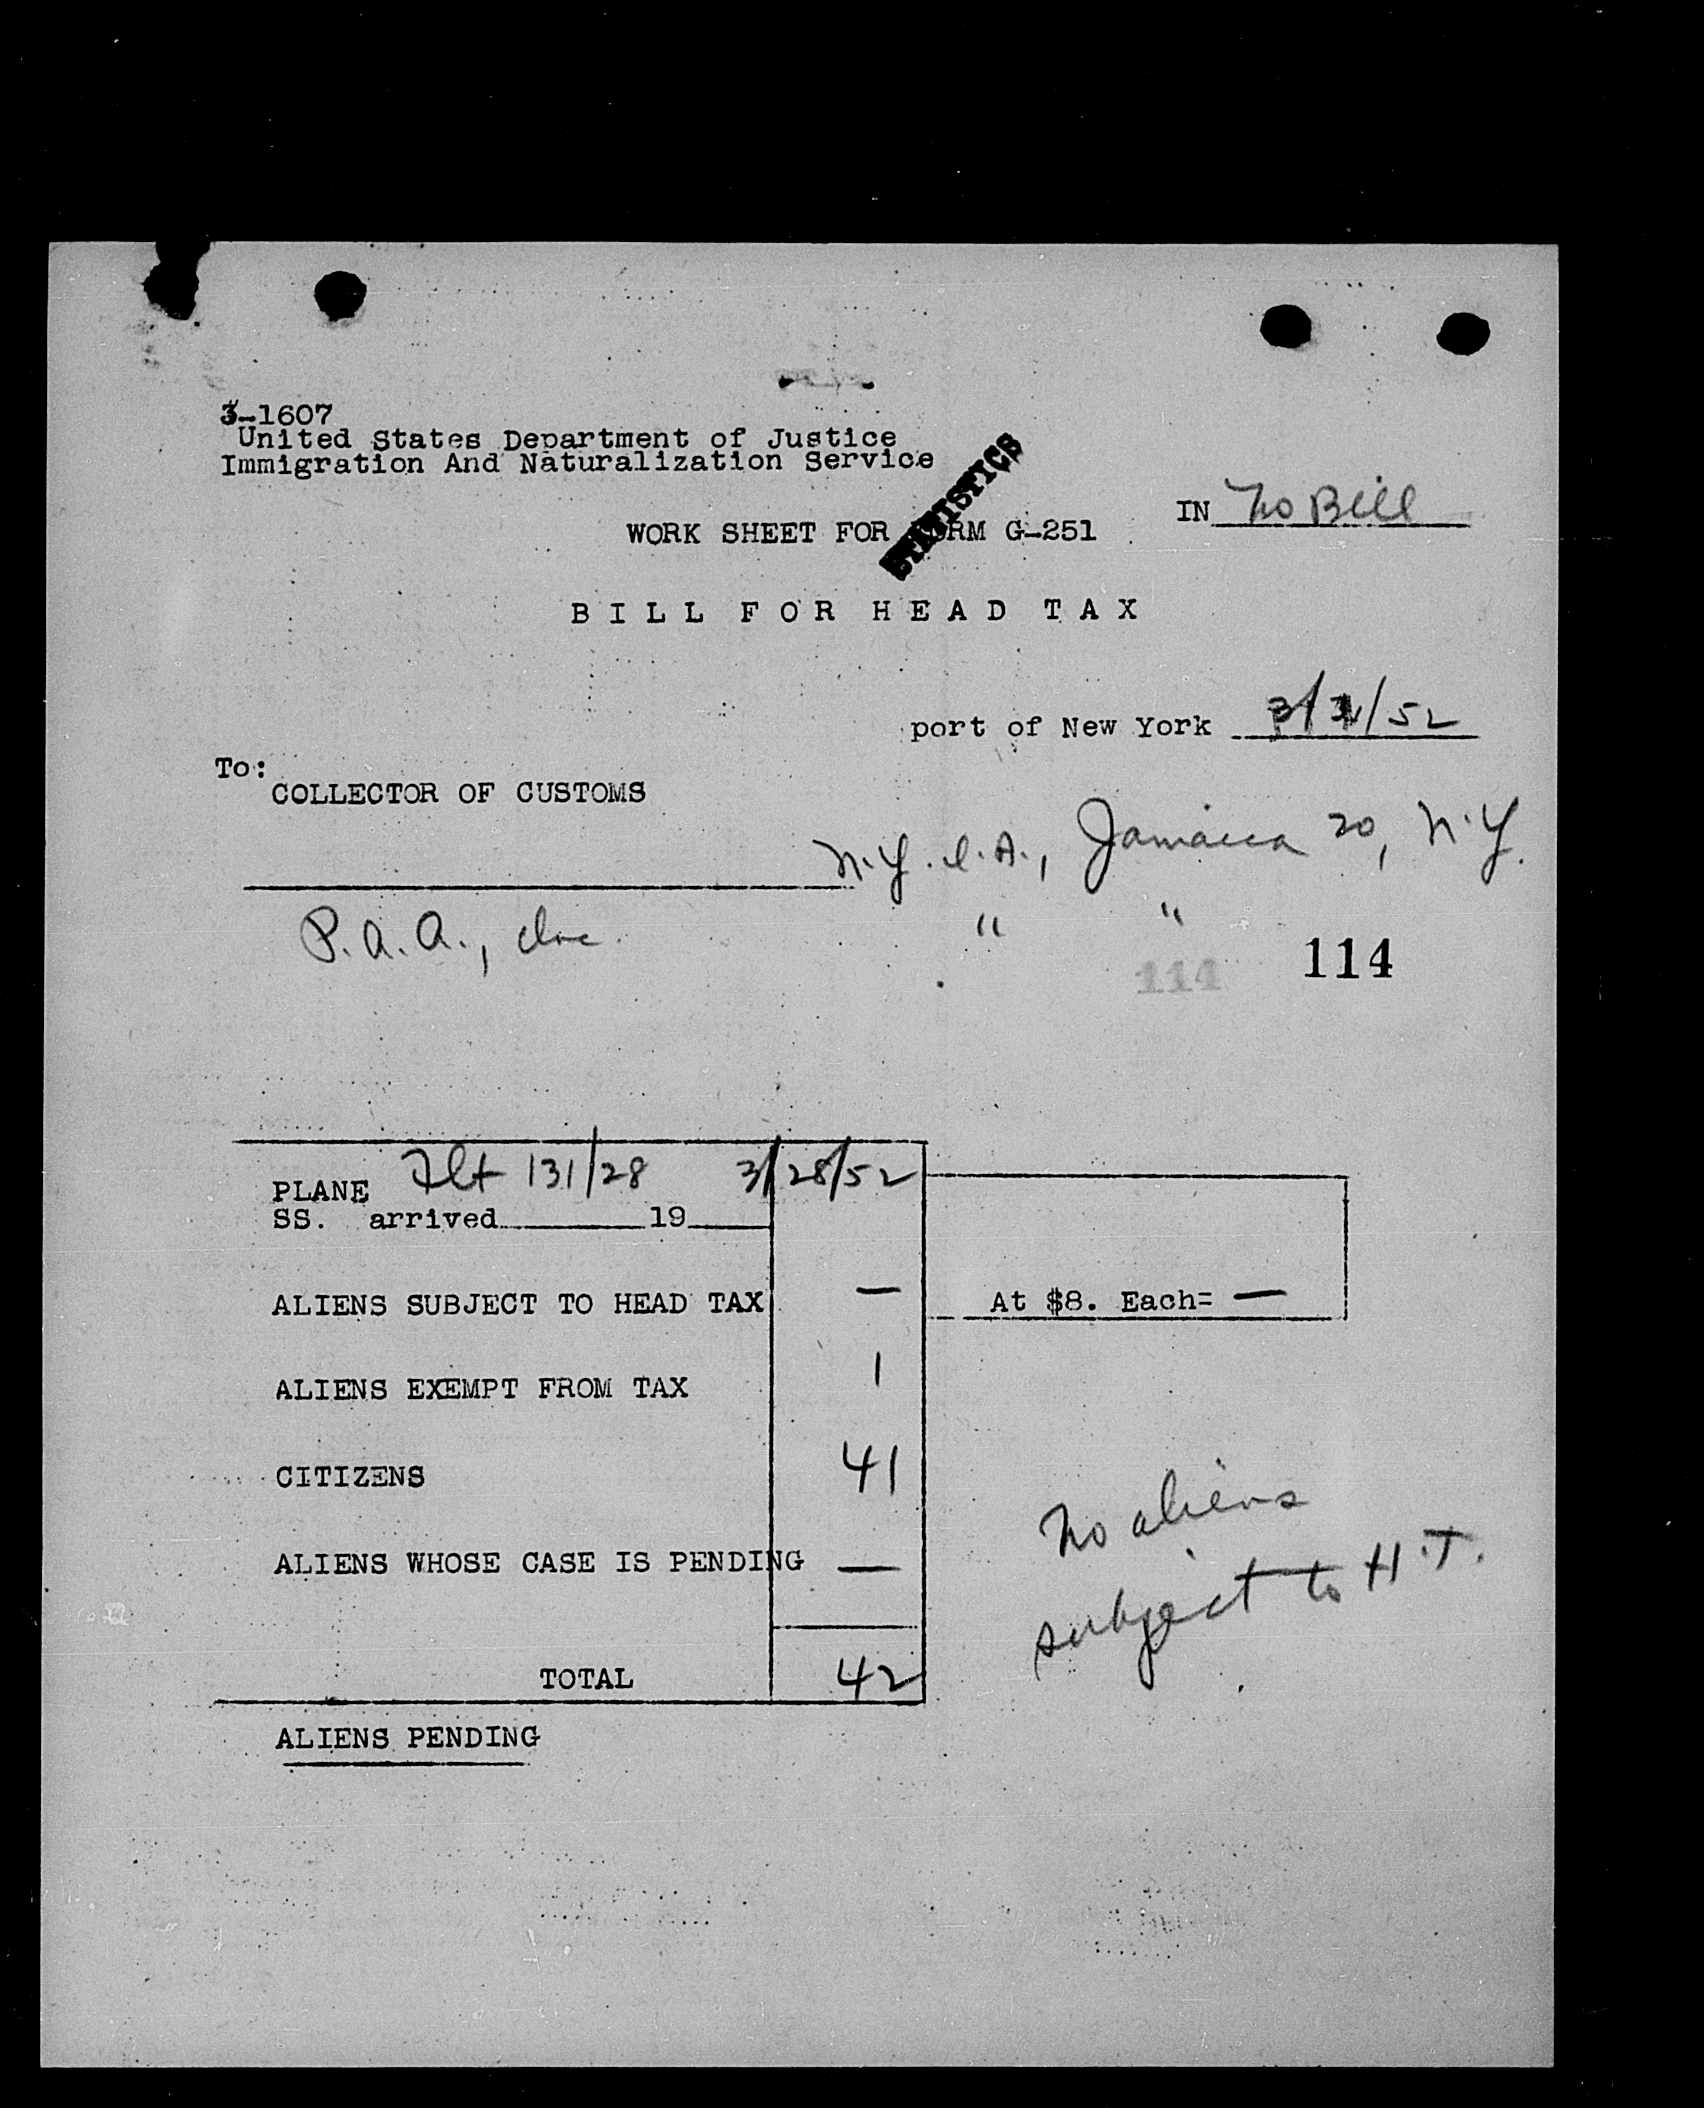 3-1607
United States Department of Justice
Immigration And Naturalization Service
STATISTICS
IN No Bill
WORK SHEET FOR FORM G-251
BILL FOR HEAD TAX
port of New York /52
To:
COLLECTOR OF CUSTOMS
N.Y.I.A., Jamaica 20, N.Y.
P.A.A., Inc. " "
114 114
PLANE Flt 131/28 3/28/52
SS. arrived 19
ALIENS SUBJECT TO HEAD TAX — At $8. Each= —
ALIENS EXEMPT FROM TAX 1
CITIZENS 41
No aliens
ALIENS WHOSE CASE IS PENDING —
subject to H.T.
TOTAL 42
ALIENS PENDING